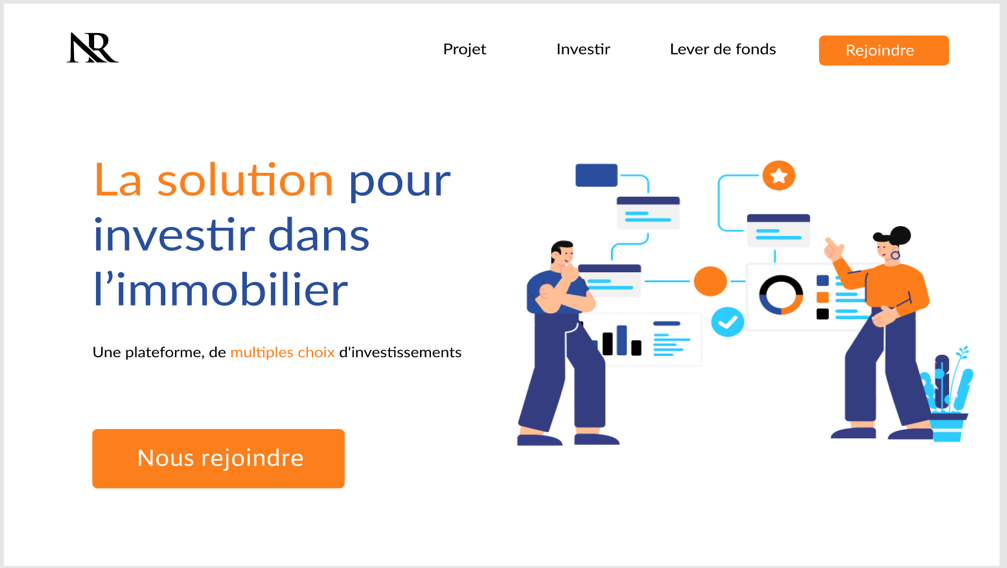 NR
Projet
Investir
Lever de fonds
Rejoindre
La solution pour
investir dans
l’immobilier
Une plateforme, de multiples choix d'investissements
Nous rejoindre